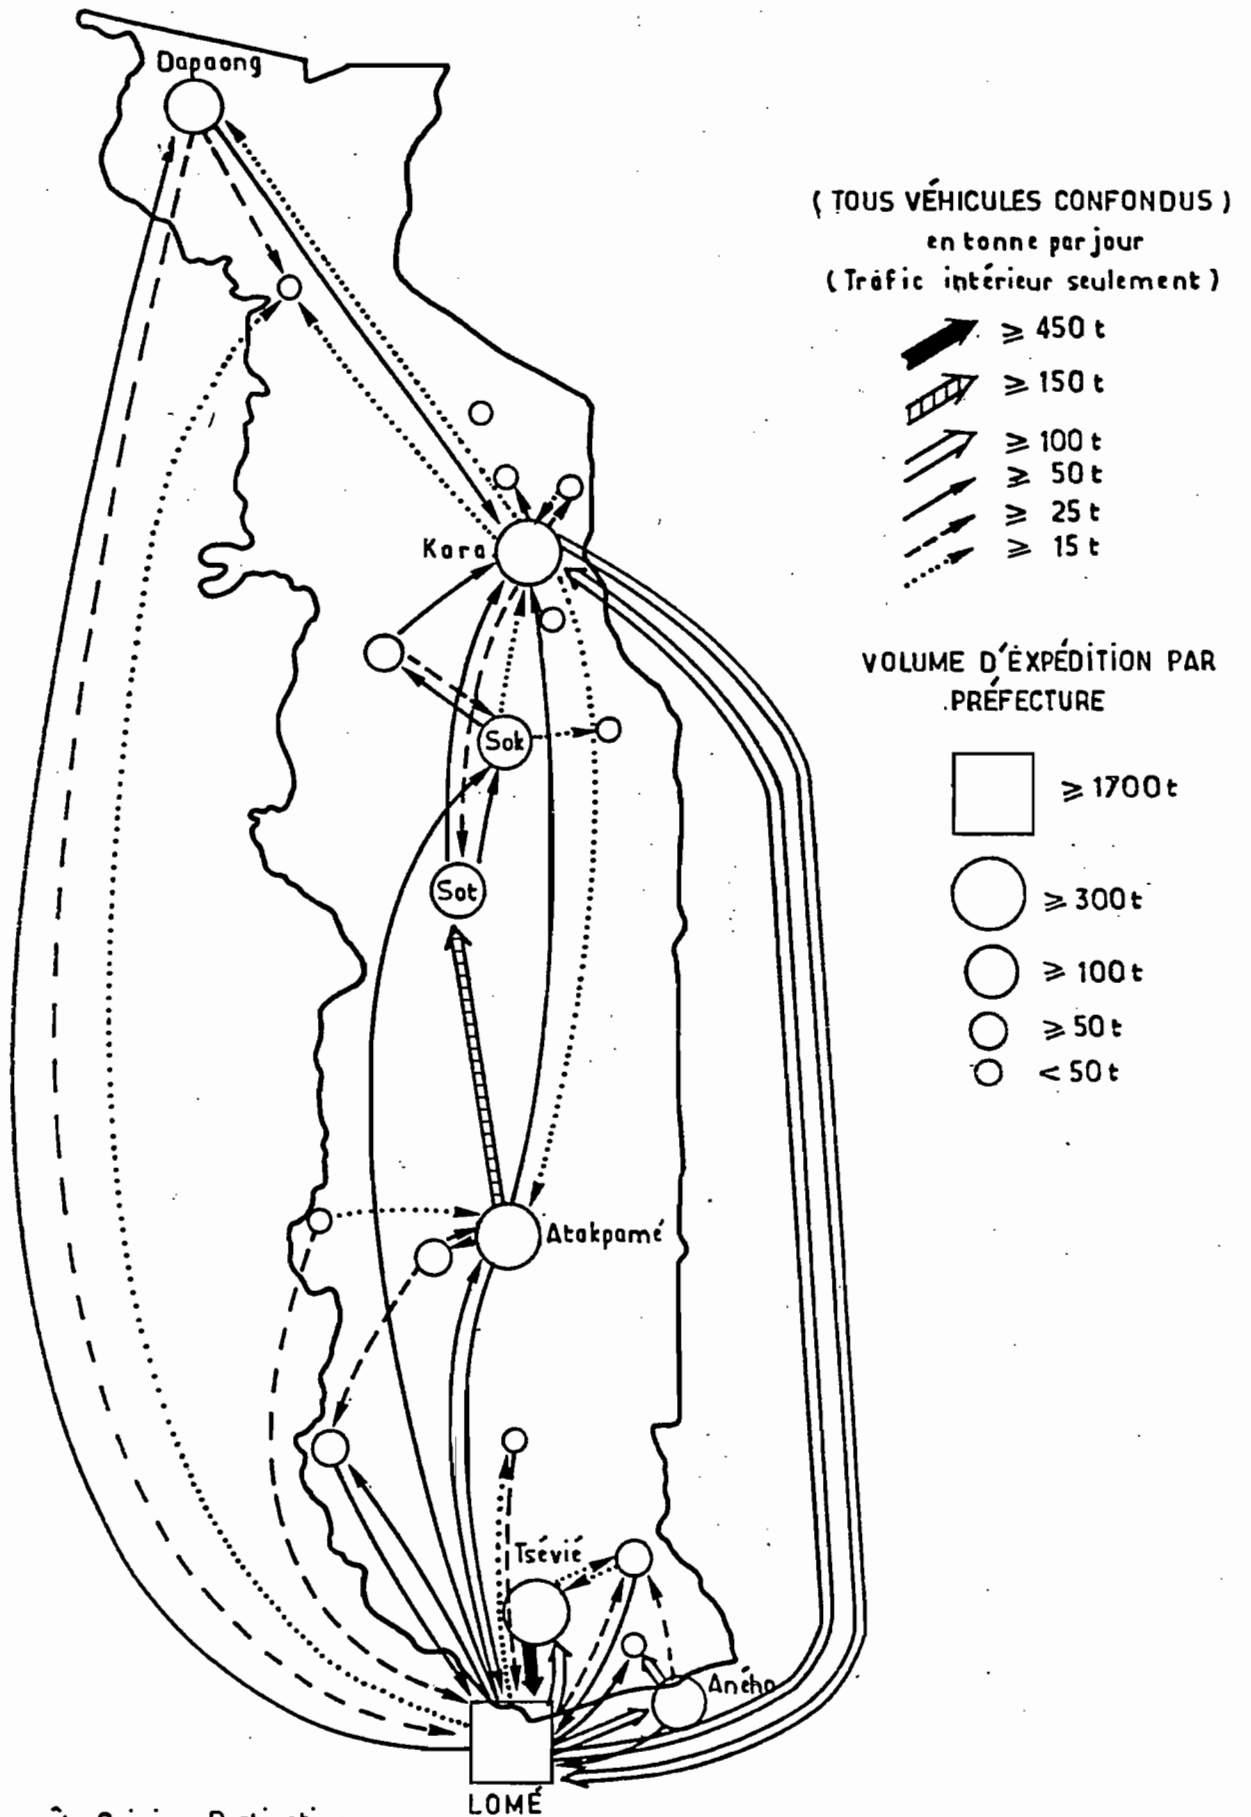 Dapaong
( TOUS VÉHICULES CONFONDUS )
en tonne par jour
( Trafic intérieur seulement )
⩾ 450 t
⩾ 150 t
⩾ 100 t
⩾ 50 t
⩾ 25 t
⩾ 15 t
Kara
VOLUME D'EXPÉDITION PAR
PRÉFECTURE
Sok
⩾ 1700 t
Sot
⩾ 300 t
⩾ 100 t
⩾ 50 t
< 50 t
Atakpamé
Tsévié
Aného
LOMÉ